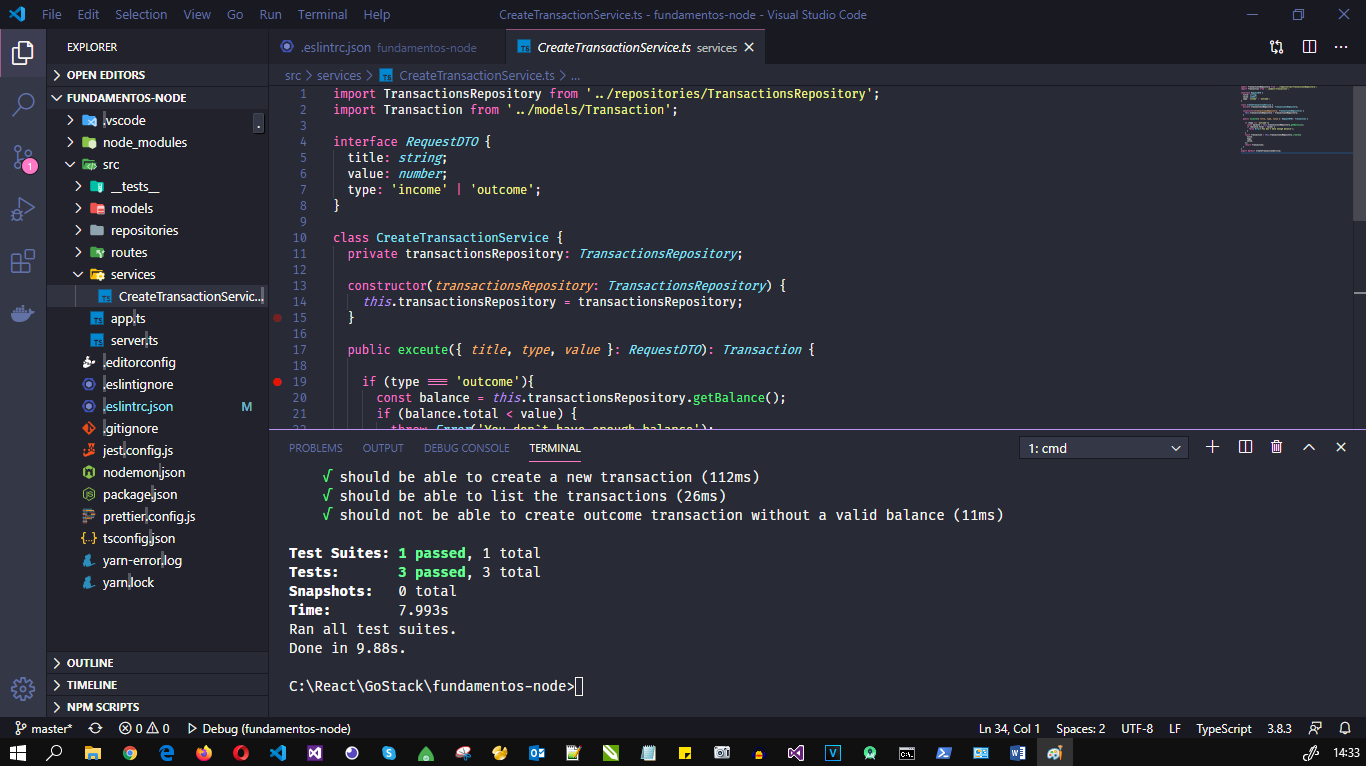 File Edit Selection View Go Run Terminal Help
CreateTransactionService.ts - fundamentos-node - Visual Studio Code
EXPLORER
OPEN EDITORS
FUNDAMENTOS-NODE
.vscode
node_modules
src
__tests__
models
repositories
routes
services
CreateTransactionServic...
app.ts
server.ts
.editorconfig
.eslintignore
.eslintrc.json M
.gitignore
jest.config.js
nodemon.json
package.json
prettier.config.js
tsconfig.json
yarn-error.log
yarn.lock
OUTLINE
TIMELINE
NPM SCRIPTS
1
.eslintrc.json fundamentos-node
CreateTransactionService.ts services
src > services > CreateTransactionService.ts > ...
1 import TransactionsRepository from '../repositories/TransactionsRepository';
2 import Transaction from '../models/Transaction';
3
4 interface RequestDTO {
5 title: string;
6 value: number;
7 type: 'income' | 'outcome';
8 }
9
10 class CreateTransactionService {
11 private transactionsRepository: TransactionsRepository;
12
13 constructor(transactionsRepository: TransactionsRepository) {
14 this.transactionsRepository = transactionsRepository;
15 }
16
17 public exceute({ title, type, value }: RequestDTO): Transaction {
18
19 if (type === 'outcome'){
20 const balance = this.transactionsRepository.getBalance();
21 if (balance.total < value) {
22 throw Error('You don`t have enough balance');
PROBLEMS OUTPUT DEBUG CONSOLE TERMINAL
1: cmd
√ should be able to create a new transaction (112ms)
√ should be able to list the transactions (26ms)
√ should not be able to create outcome transaction without a valid balance (11ms)
Test Suites: 1 passed, 1 total
Tests: 3 passed, 3 total
Snapshots: 0 total
Time: 7.993s
Ran all test suites.
Done in 9.88s.
C:\React\GoStack\fundamentos-node>
master* 0 0 Debug (fundamentos-node)
Ln 34, Col 1 Spaces: 2 UTF-8 LF TypeScript 3.8.3
14:33